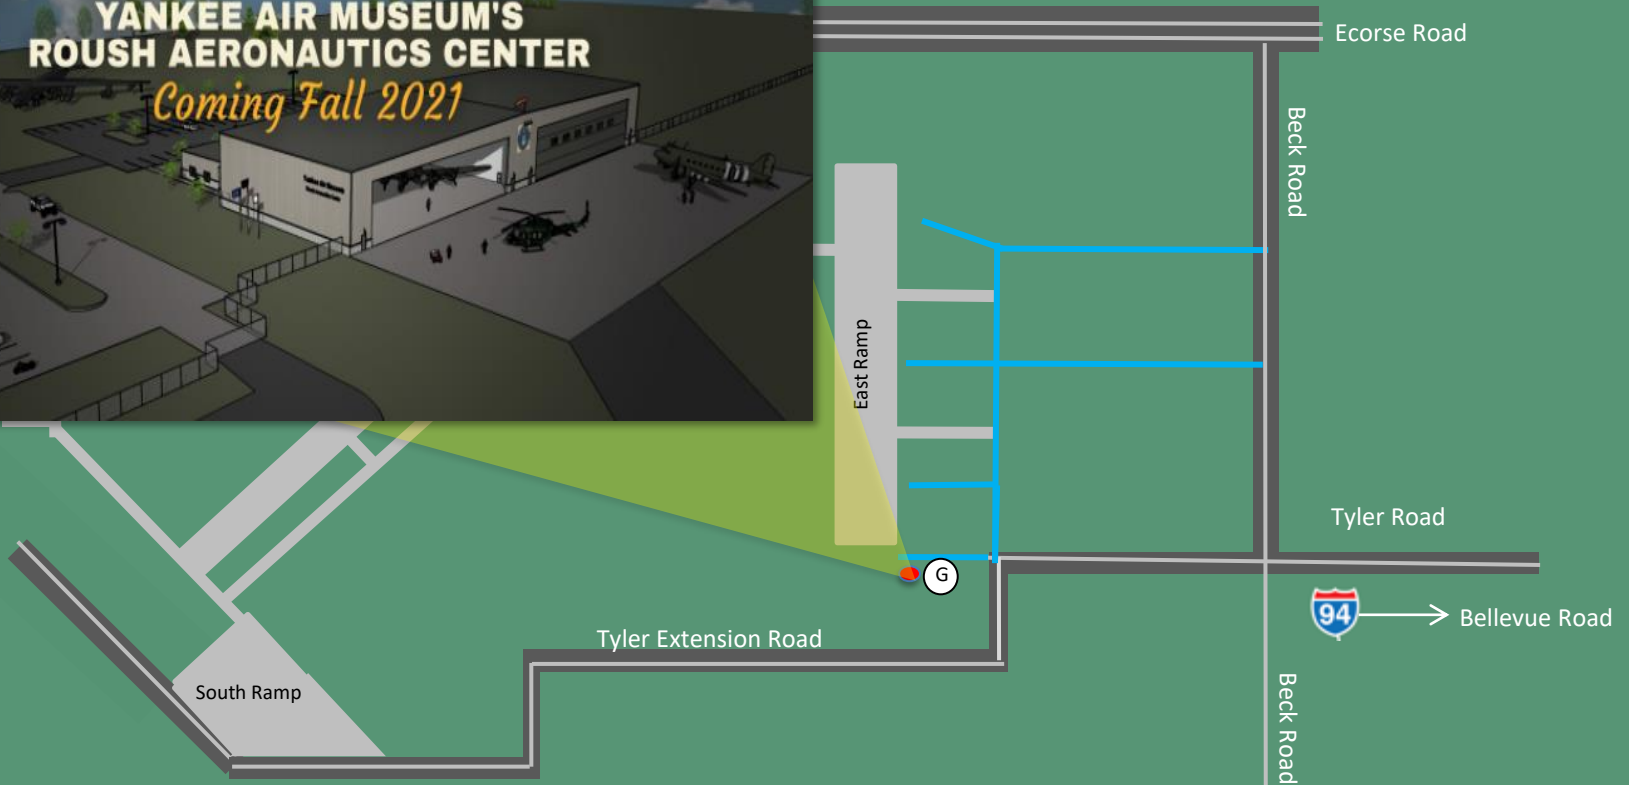 YANKEE AIR MUSEUM'S
ROUSH AERONAUTICS CENTER
Coming Fall 2021
Ecorse Road
Beck Road
East Ramp
Tyler Road
G
94
Bellevue Road
Tyler Extension Road
South Ramp
Beck Road